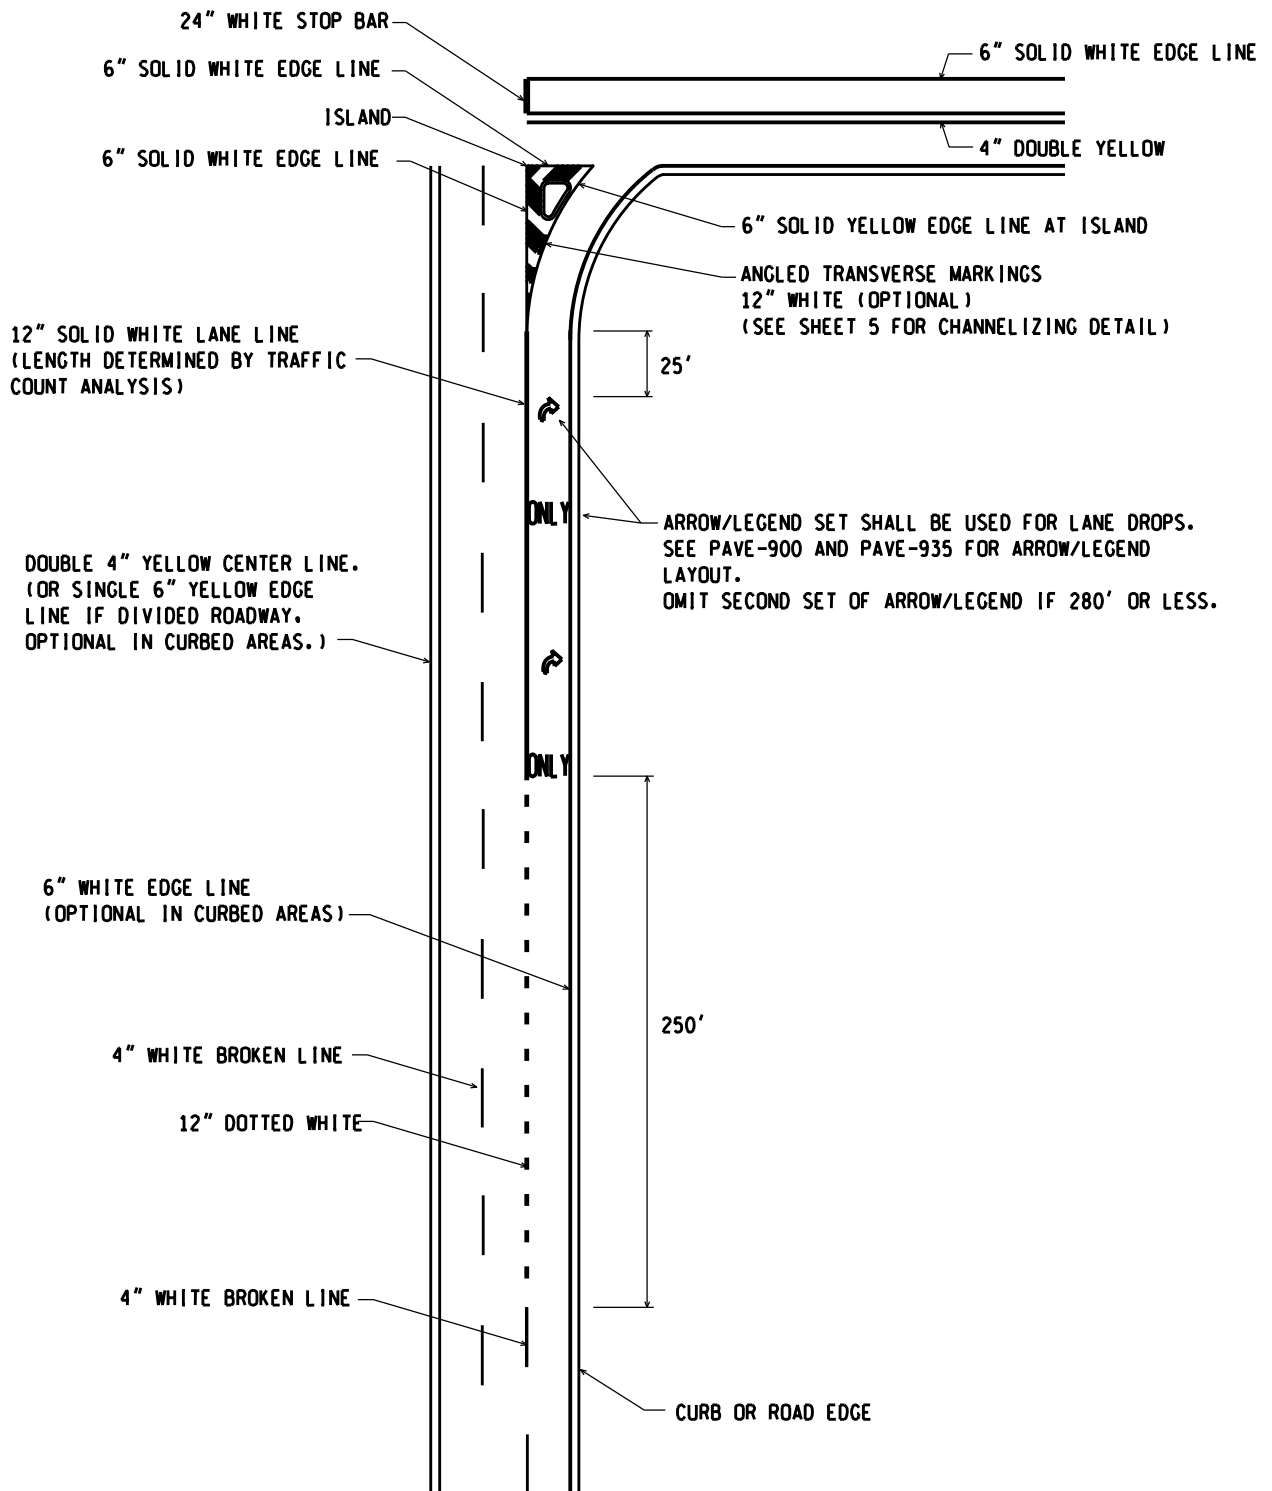 24" WHITE STOP BAR
6" SOLID WHITE EDGE LINE
6" SOLID WHITE EDGE LINE
ISLAND
4" DOUBLE YELLOW
6" SOLID WHITE EDGE LINE
6" SOLID YELLOW EDGE LINE AT ISLAND
ANGLED TRANSVERSE MARKINGS
12" WHITE (OPTIONAL)
(SEE SHEET 5 FOR CHANNELIZING DETAIL)
12" SOLID WHITE LANE LINE
(LENGTH DETERMINED BY TRAFFIC
COUNT ANALYSIS)
25'
ONLY
ARROW/LEGEND SET SHALL BE USED FOR LANE DROPS.
SEE PAVE-900 AND PAVE-935 FOR ARROW/LEGEND
LAYOUT.
OMIT SECOND SET OF ARROW/LEGEND IF 280' OR LESS.
DOUBLE 4" YELLOW CENTER LINE.
(OR SINGLE 6" YELLOW EDGE
LINE IF DIVIDED ROADWAY.
OPTIONAL IN CURBED AREAS.)
ONLY
6" WHITE EDGE LINE
(OPTIONAL IN CURBED AREAS)
250'
4" WHITE BROKEN LINE
12" DOTTED WHITE
4" WHITE BROKEN LINE
CURB OR ROAD EDGE